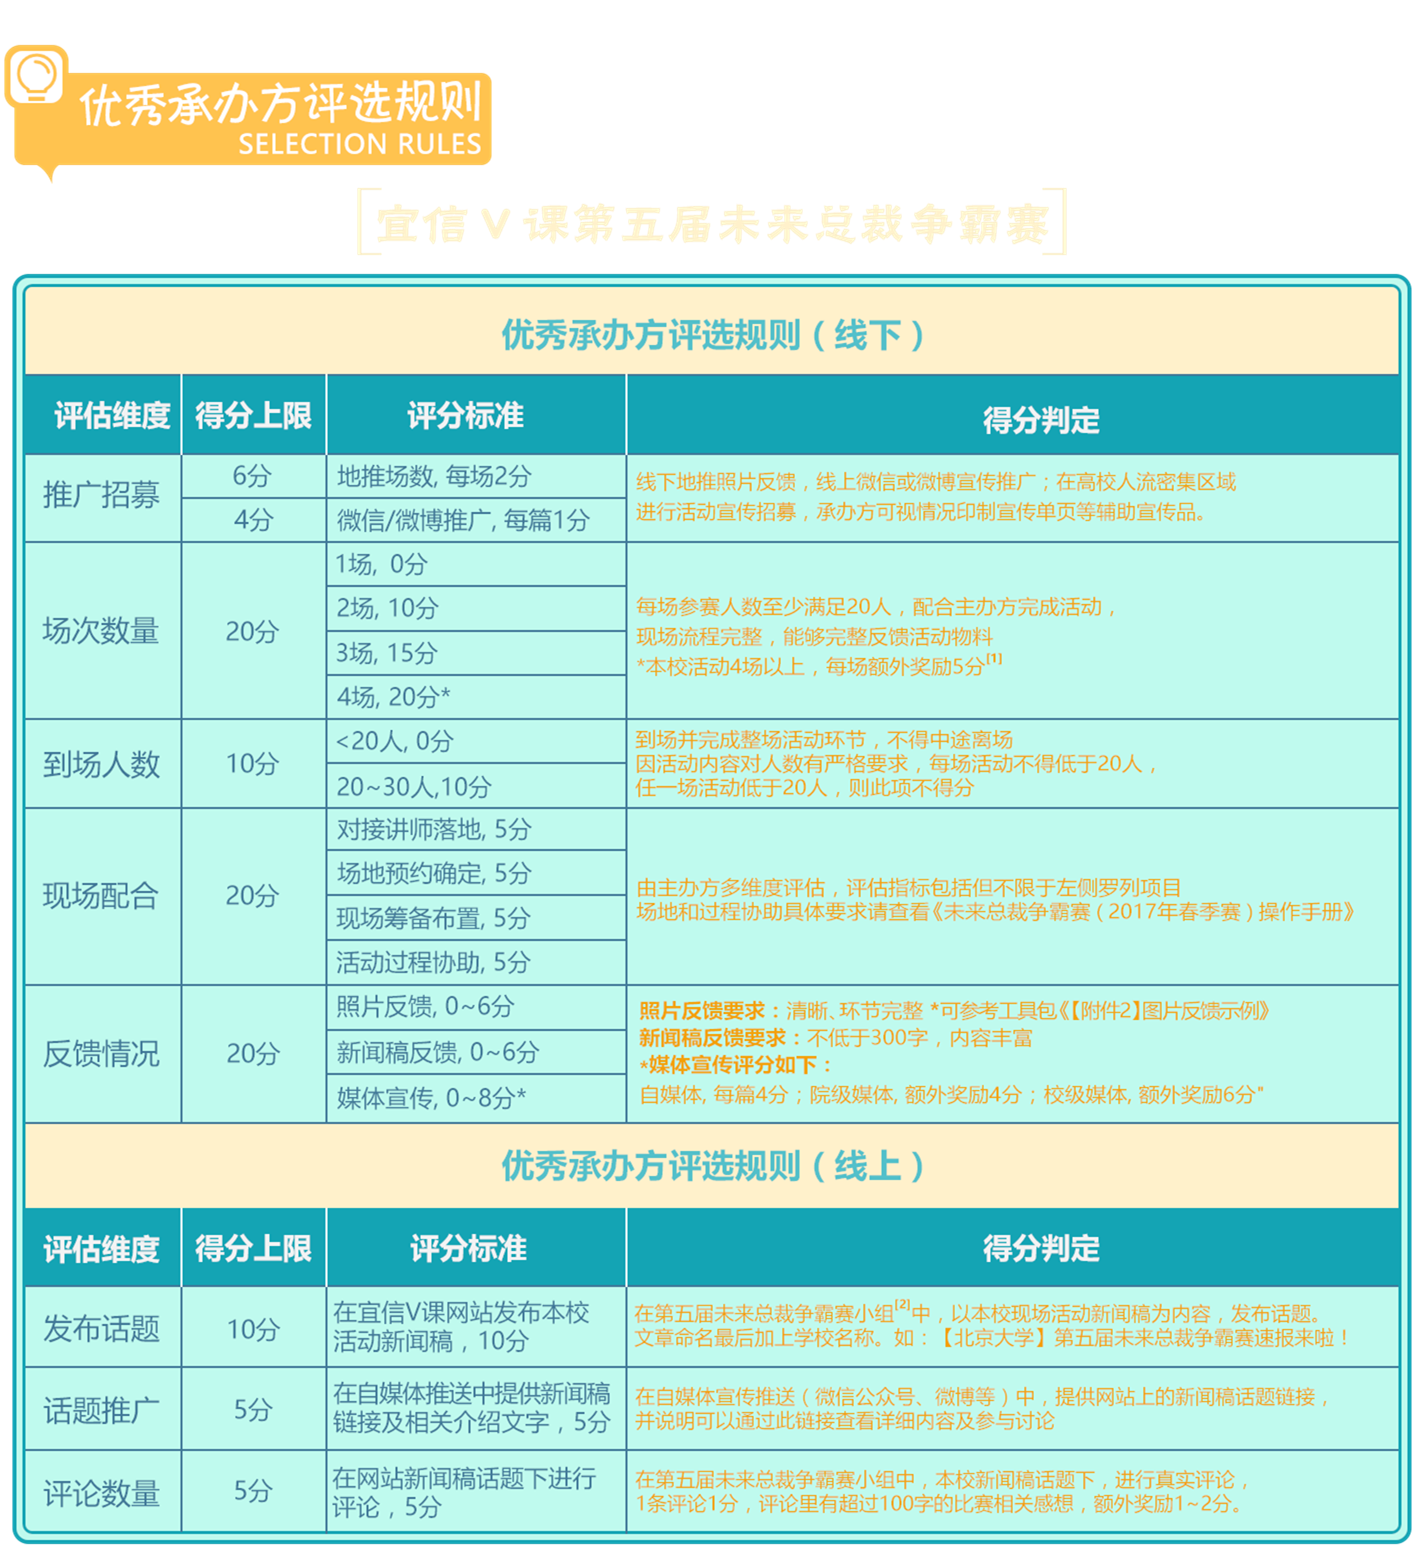 优秀承办方评选规则
SELECTION RULES
宜信V课第五届未来总裁争霸赛
优秀承办方评选规则（线下）
评估维度 得分上限 评分标准 得分判定
推广招募
6分 地推场数, 每场2分
4分 微信/微博推广, 每篇1分
线下地推照片反馈，线上微信或微博宣传推广；在高校人流密集区域
进行活动宣传招募，承办方可视情况印制宣传单页等辅助宣传品。
场次数量 20分
1场, 0分
2场, 10分
3场, 15分
4场, 20分*
每场参赛人数至少满足20人，配合主办方完成活动，
现场流程完整，能够完整反馈活动物料
*本校活动4场以上，每场额外奖励5分[1]
到场人数 10分
<20人, 0分
20~30人,10分
到场并完成整场活动环节，不得中途离场
因活动内容对人数有严格要求，每场活动不得低于20人，
任一场活动低于20人，则此项不得分
现场配合 20分
对接讲师落地, 5分
场地预约确定, 5分
现场筹备布置, 5分
活动过程协助, 5分
由主办方多维度评估，评估指标包括但不限于左侧罗列项目
场地和过程协助具体要求请查看《未来总裁争霸赛（2017年春季赛）操作手册》
反馈情况 20分
照片反馈, 0~6分
新闻稿反馈, 0~6分
媒体宣传, 0~8分*
照片反馈要求：清晰、环节完整 *可参考工具包《【附件2】图片反馈示例》
新闻稿反馈要求：不低于300字，内容丰富
*媒体宣传评分如下：
自媒体, 每篇4分；院级媒体, 额外奖励4分；校级媒体, 额外奖励6分"
优秀承办方评选规则（线上）
评估维度 得分上限 评分标准 得分判定
发布话题 10分
在宜信V课网站发布本校
活动新闻稿，10分
在第五届未来总裁争霸赛小组[2]中，以本校现场活动新闻稿为内容，发布话题。
文章命名最后加上学校名称。如：【北京大学】第五届未来总裁争霸赛速报来啦！
话题推广 5分
在自媒体推送中提供新闻稿
链接及相关介绍文字，5分
在自媒体宣传推送（微信公众号、微博等）中，提供网站上的新闻稿话题链接，
并说明可以通过此链接查看详细内容及参与讨论
评论数量 5分
在网站新闻稿话题下进行
评论，5分
在第五届未来总裁争霸赛小组中，本校新闻稿话题下，进行真实评论，
1条评论1分，评论里有超过100字的比赛相关感想，额外奖励1~2分。